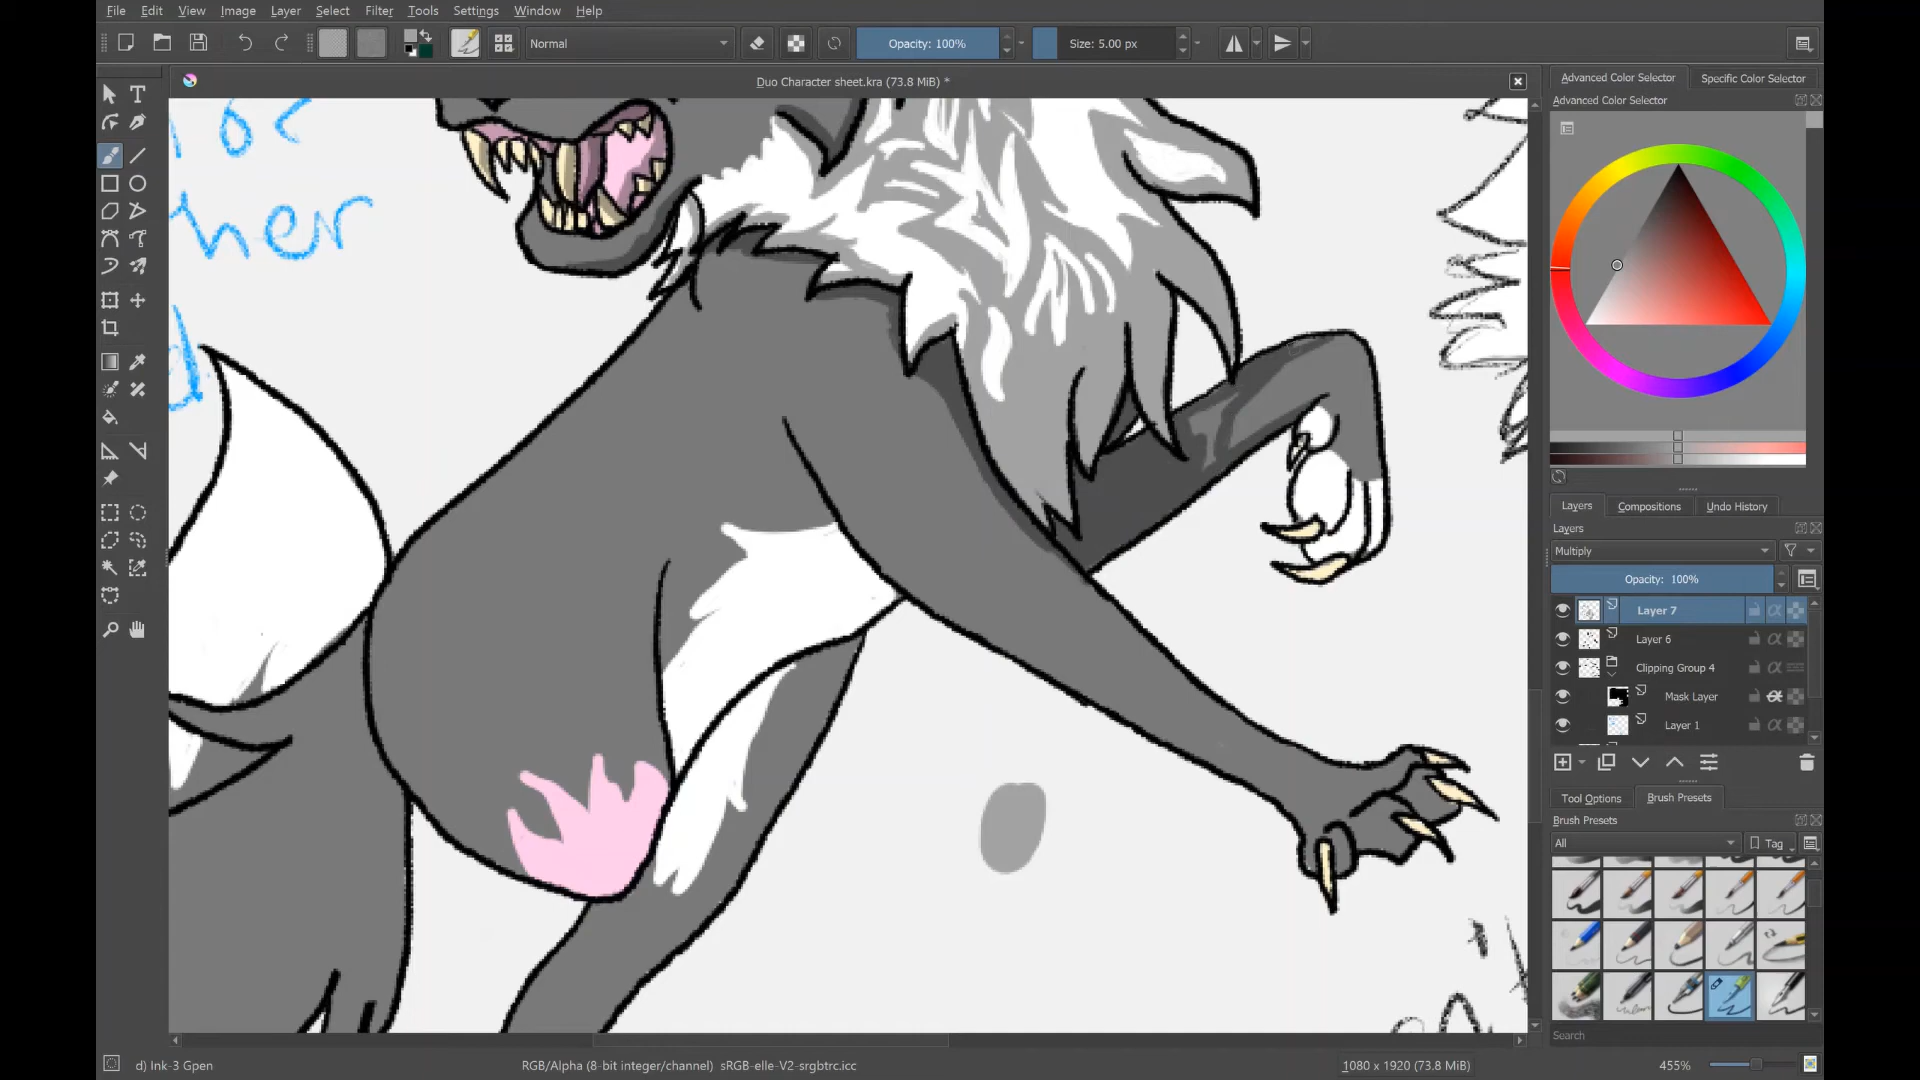 File Edit View Image Layer Select Filter Tools Settings Window Help
Normal Opacity: 100% Size: 5.00 px
Duo Character sheet.kra (73.8 MiB) *
Advanced Color Selector Specific Color Selector
Advanced Color Selector
her
d
Layers Compositions Undo History
Layers
Multiply
Opacity: 100%
Layer 7
Layer 6
Clipping Group 4
Mask Layer
Layer 1
Tool Options Brush Presets
Brush Presets
All Tag
Search
d) Ink-3 Gpen RGB/Alpha (8-bit integer/channel) sRGB-elle-V2-srgbtrc.icc 1080 x 1920 (73.8 MiB) 455%